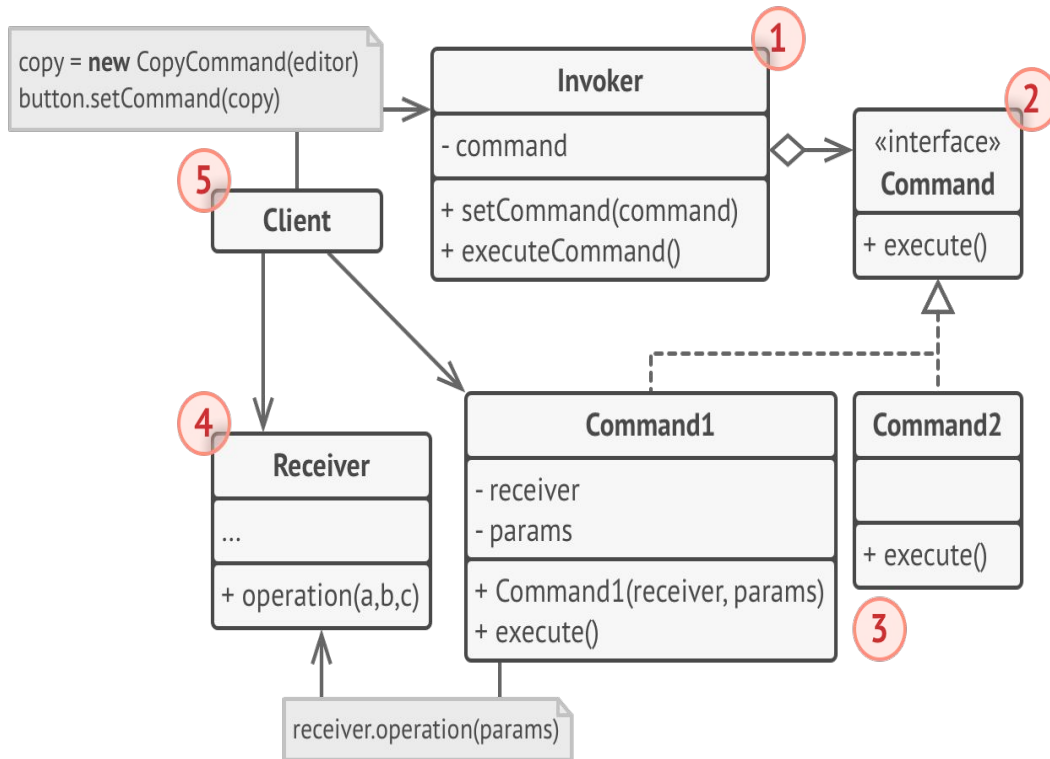 copy = new CopyCommand(editor)
button.setCommand(copy)
1
Invoker
- command
+ setCommand(command)
+ executeCommand()
2
«interface»
Command
+ execute()
5
Client
4
Receiver
...
+ operation(a,b,c)
Command1
- receiver
- params
+ Command1(receiver, params)
+ execute()
Command2
+ execute()
3
receiver.operation(params)